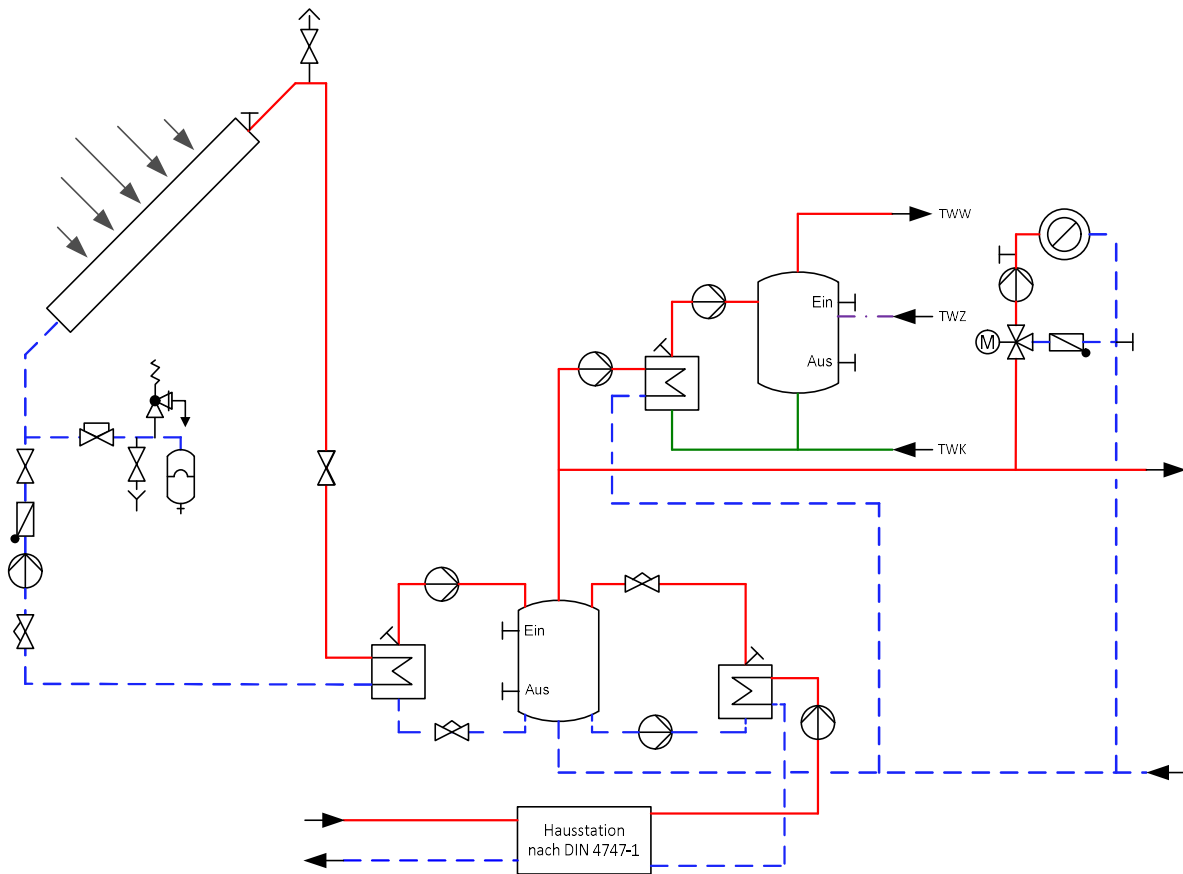 TWW
Ein
TWZ
M
Aus
TWK
Ein
Aus
Hausstation
nach DIN 4747-1